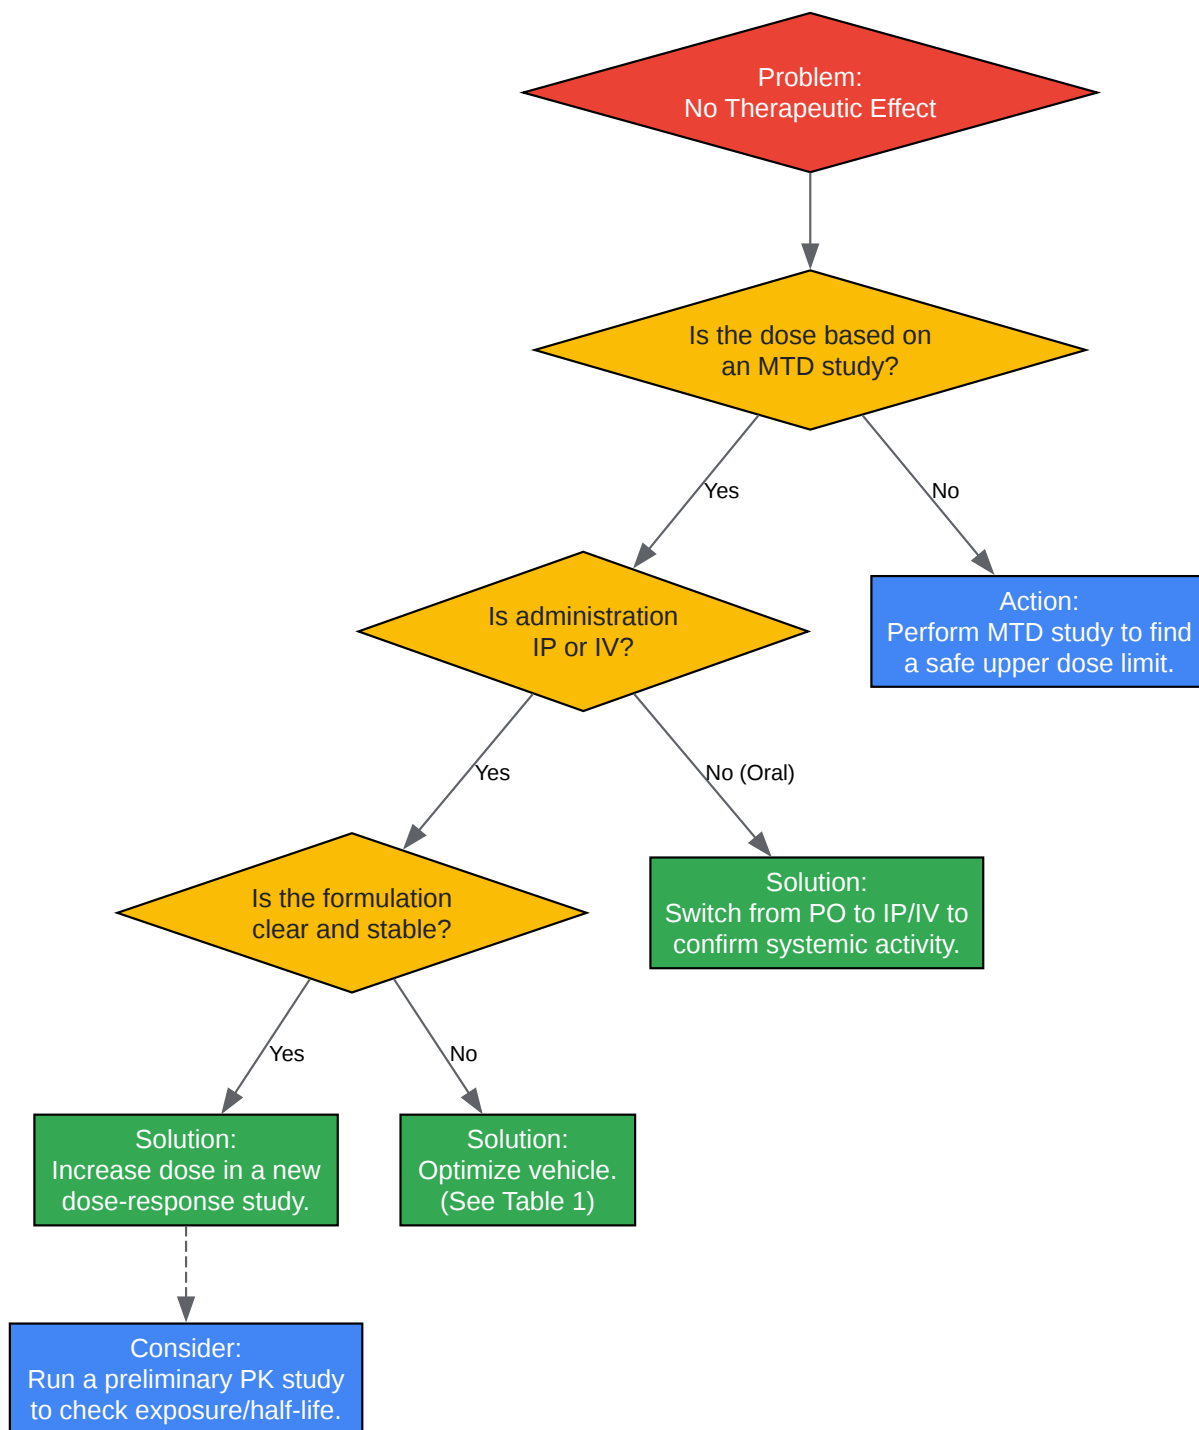 Problem:
No Therapeutic Effect
Is the dose based on
an MTD study?
Yes
No
Is administration
IP or IV?
Action:
Perform MTD study to find
a safe upper dose limit.
Yes
No (Oral)
Is the formulation
clear and stable?
Solution:
Switch from PO to IP/IV to
confirm systemic activity.
Yes
No
Solution:
Increase dose in a new
dose-response study.
Solution:
Optimize vehicle.
(See Table 1)
Consider:
Run a preliminary PK study
to check exposure/half-life.